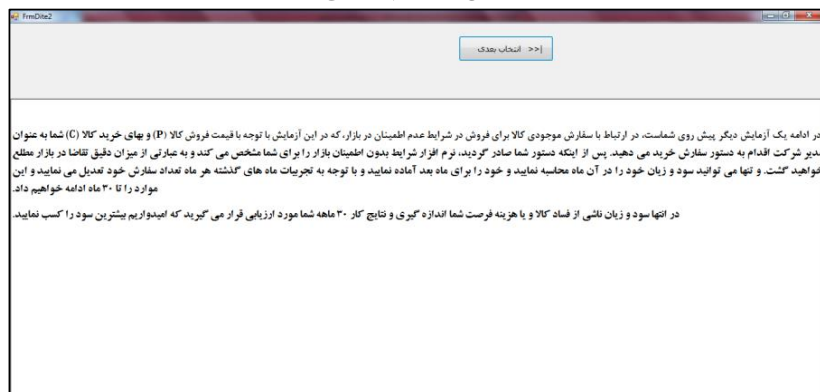 FrmDite2
انتخاب بعدی >>|
در ادامه یک آزمایش دیگر پیش روی شماست، در ارتباط با سفارش موجودی کالا برای فروش در شرایط عدم اطمینان در بازار، که در این آزمایش با توجه با قیمت فروش کالا (P) و بهای خرید کالا (C) شما به عنوان
مدیر شرکت اقدام به دستور سفارش خرید می دهید. پس از اینکه دستور شما صادر گردید، نرم افزار شرایط بدون اطمینان بازار را برای شما مشخص می کند و به عبارتی از میزان دقیق تقاضا در بازار مطلع
خواهید گشت. و تنها می توانید سود و زیان خود را در آن ماه محاسبه نمایید و خود را برای ماه بعد آماده نمایید و با توجه به تجربیات ماه های گذشته هر ماه تعداد سفارش خود تعدیل می نمایید و این
موارد را تا ۳۰ ماه ادامه خواهیم داد.
در انتها سود و زیان ناشی از فساد کالا و یا هزینه فرصت شما اندازه گیری و نتایج کار ۳۰ ماهه شما مورد ارزیابی قرار می گیرید که امیدواریم بیشترین سود را کسب نمایید.